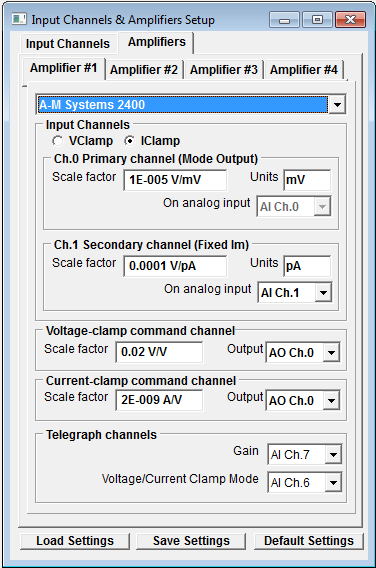 Input Channels & Amplifiers Setup
Input Channels Amplifiers
Amplifier #1 Amplifier #2 Amplifier #3 Amplifier #4
A-M Systems 2400
Input Channels
VClamp IClamp
Ch.0 Primary channel (Mode Output)
Scale factor 1E-005 V/mV Units mV
On analog input AI Ch.0
Ch.1 Secondary channel (Fixed Im)
Scale factor 0.0001 V/pA Units pA
On analog input AI Ch.1
Voltage-clamp command channel
Scale factor 0.02 V/V Output AO Ch.0
Current-clamp command channel
Scale factor 2E-009 A/V Output AO Ch.0
Telegraph channels
Gain AI Ch.7
Voltage/Current Clamp Mode AI Ch.6
Load Settings Save Settings Default Settings